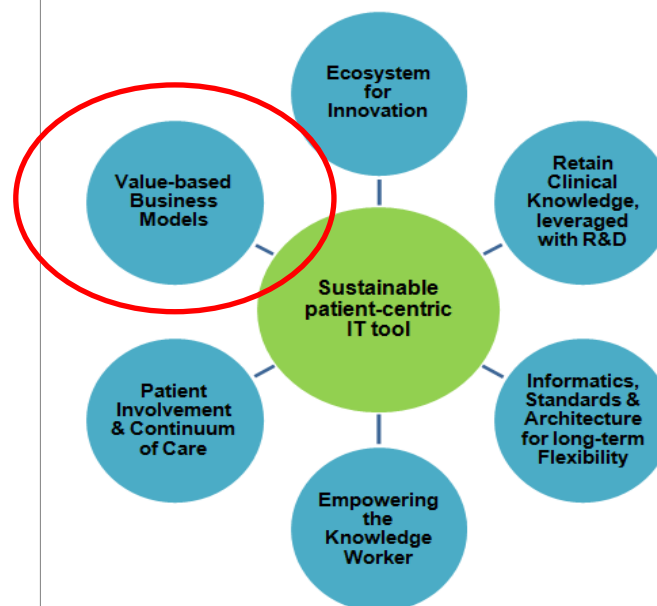 Ecosystem
for
Innovation
Value-based
Business
Models
Retain
Clinical
Knowledge,
leveraged
with R&D
Sustainable
patient-centric
IT tool
Patient
Involvement
& Continuum
of Care
Informatics,
Standards &
Architecture
for long-term
Flexibility
Empowering
the
Knowledge
Worker